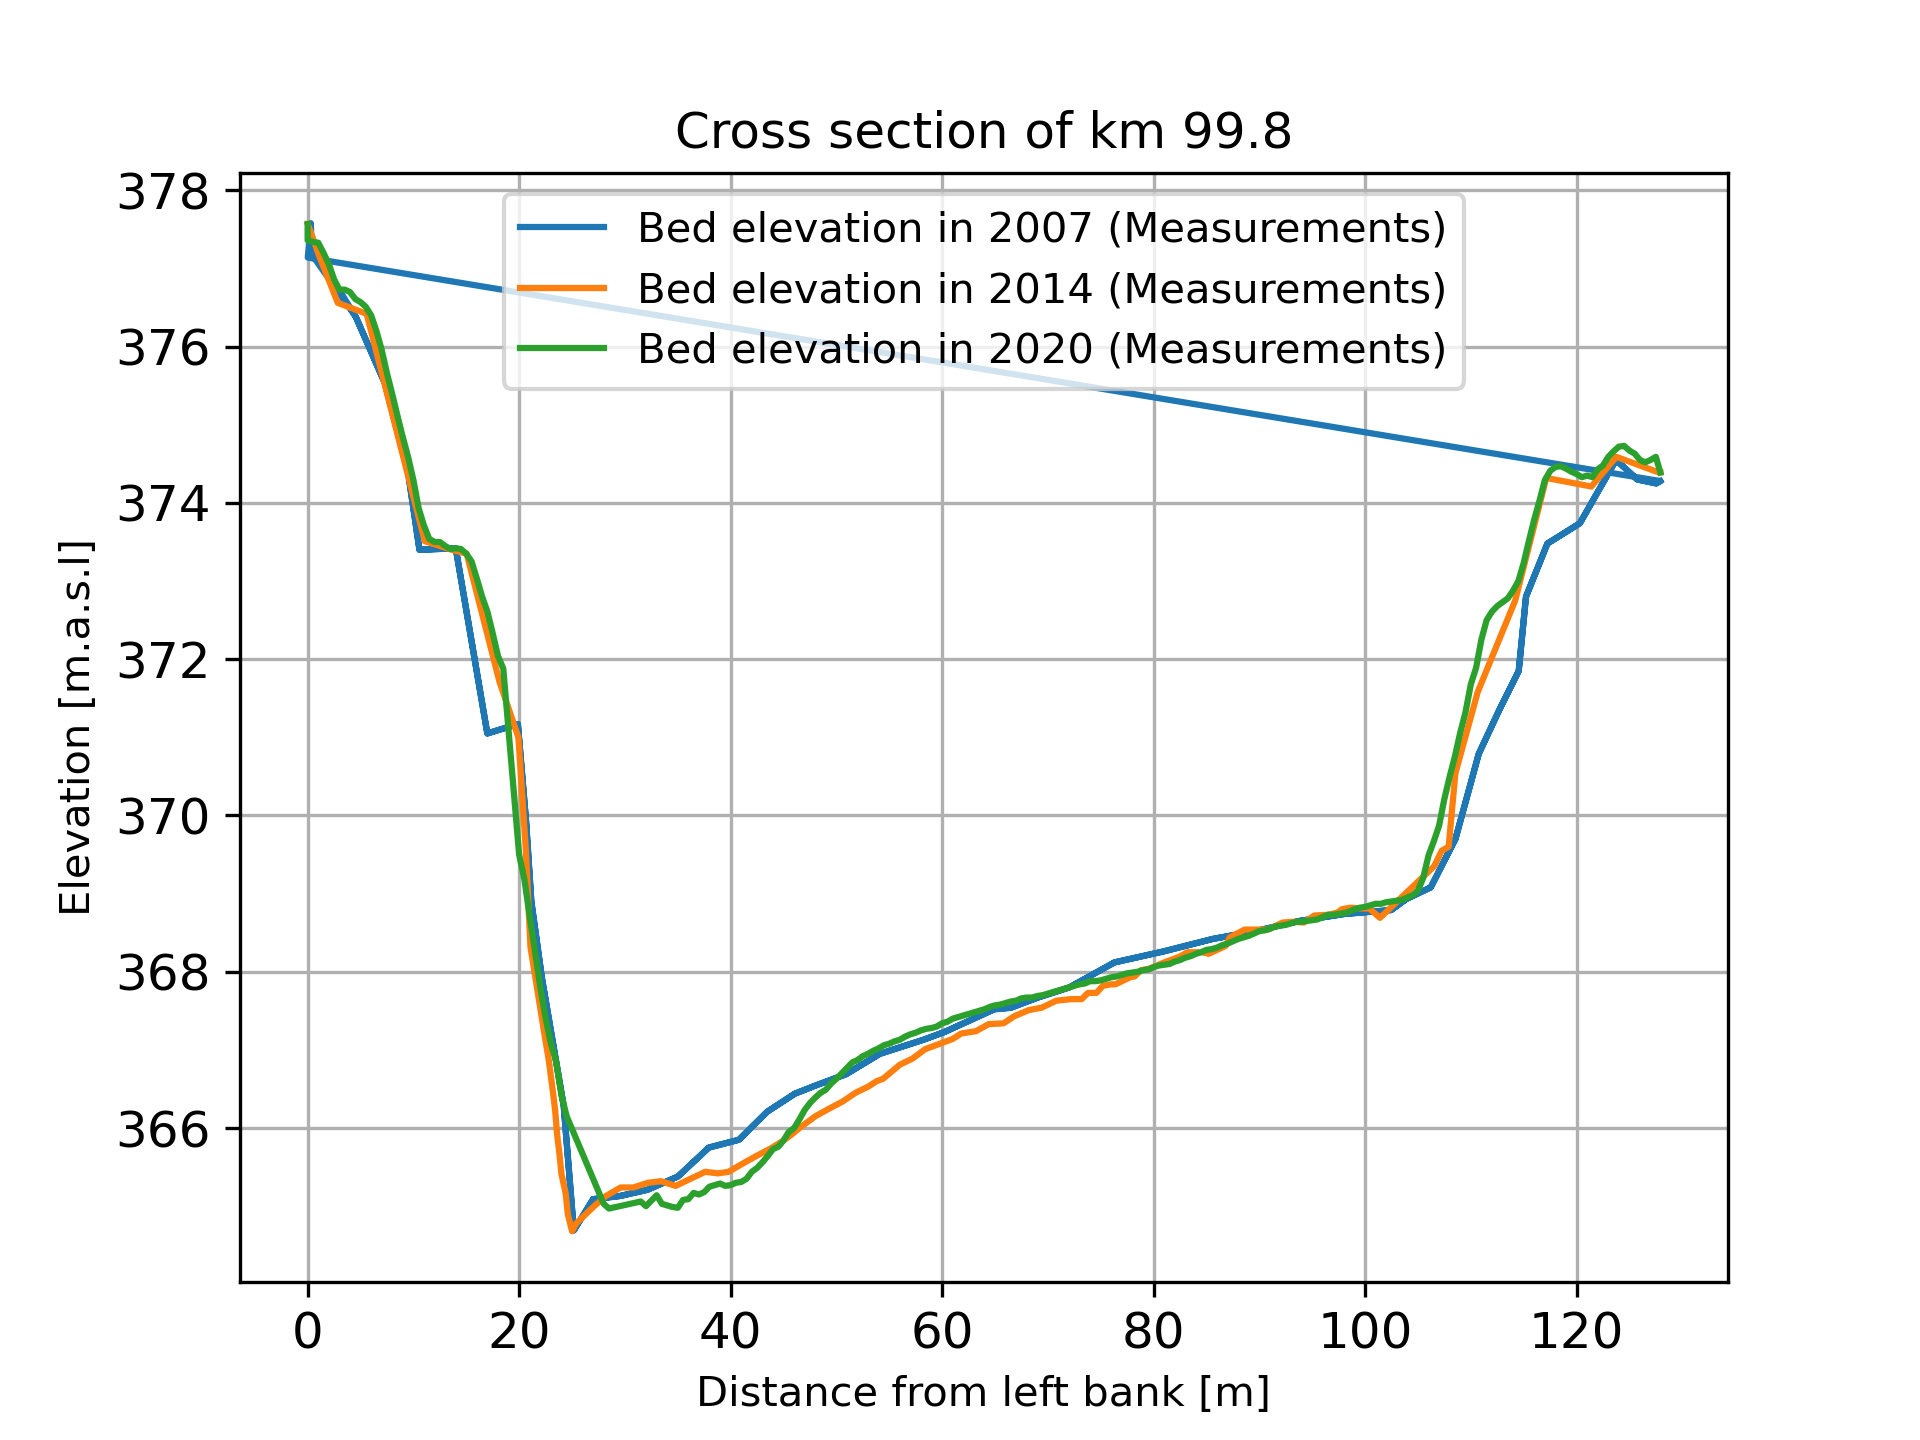 Cross section of km 99.8
378
376
374
372
370
368
366
Elevation [m.a.s.l]
Bed elevation in 2007 (Measurements)
Bed elevation in 2014 (Measurements)
Bed elevation in 2020 (Measurements)
0 20 40 60 80 100 120
Distance from left bank [m]